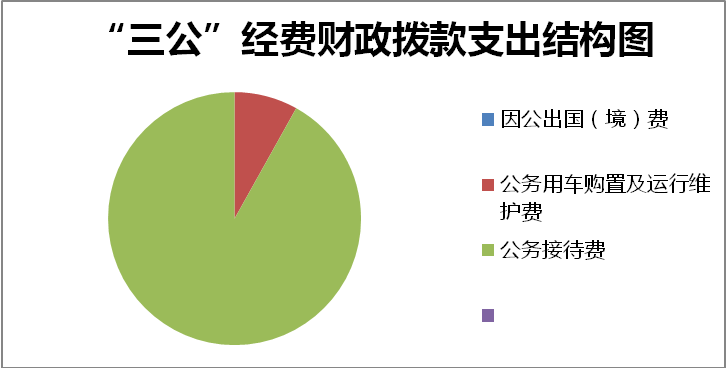 “三公”经费财政拨款支出结构图
因公出国（境）费
公务用车购置及运行维
护费
公务接待费